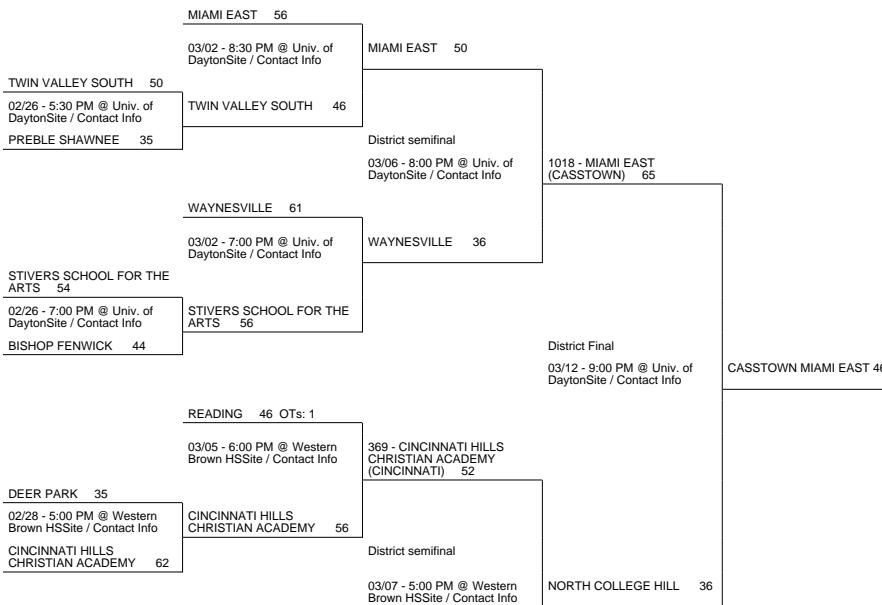 MIAMI EAST 56
03/02 - 8:30 PM @ Univ. of
DaytonSite / Contact Info
MIAMI EAST 50
TWIN VALLEY SOUTH 50
02/26 - 5:30 PM @ Univ. of
DaytonSite / Contact Info
TWIN VALLEY SOUTH 46
PREBLE SHAWNEE 35
District semifinal
03/06 - 8:00 PM @ Univ. of
DaytonSite / Contact Info
1018 - MIAMI EAST
(CASSTOWN) 65
WAYNESVILLE 61
03/02 - 7:00 PM @ Univ. of
DaytonSite / Contact Info
WAYNESVILLE 36
STIVERS SCHOOL FOR THE
ARTS 54
02/26 - 7:00 PM @ Univ. of
DaytonSite / Contact Info
STIVERS SCHOOL FOR THE
ARTS 56
BISHOP FENWICK 44
District Final
03/12 - 9:00 PM @ Univ. of
DaytonSite / Contact Info
CASSTOWN MIAMI EAST 46
READING 46 OTs: 1
03/05 - 6:00 PM @ Western
Brown HSSite / Contact Info
369 - CINCINNATI HILLS
CHRISTIAN ACADEMY
(CINCINNATI) 52
DEER PARK 35
02/28 - 5:00 PM @ Western
Brown HSSite / Contact Info
CINCINNATI HILLS
CHRISTIAN ACADEMY 56
CINCINNATI HILLS
CHRISTIAN ACADEMY 62
District semifinal
03/07 - 5:00 PM @ Western
Brown HSSite / Contact Info
NORTH COLLEGE HILL 36